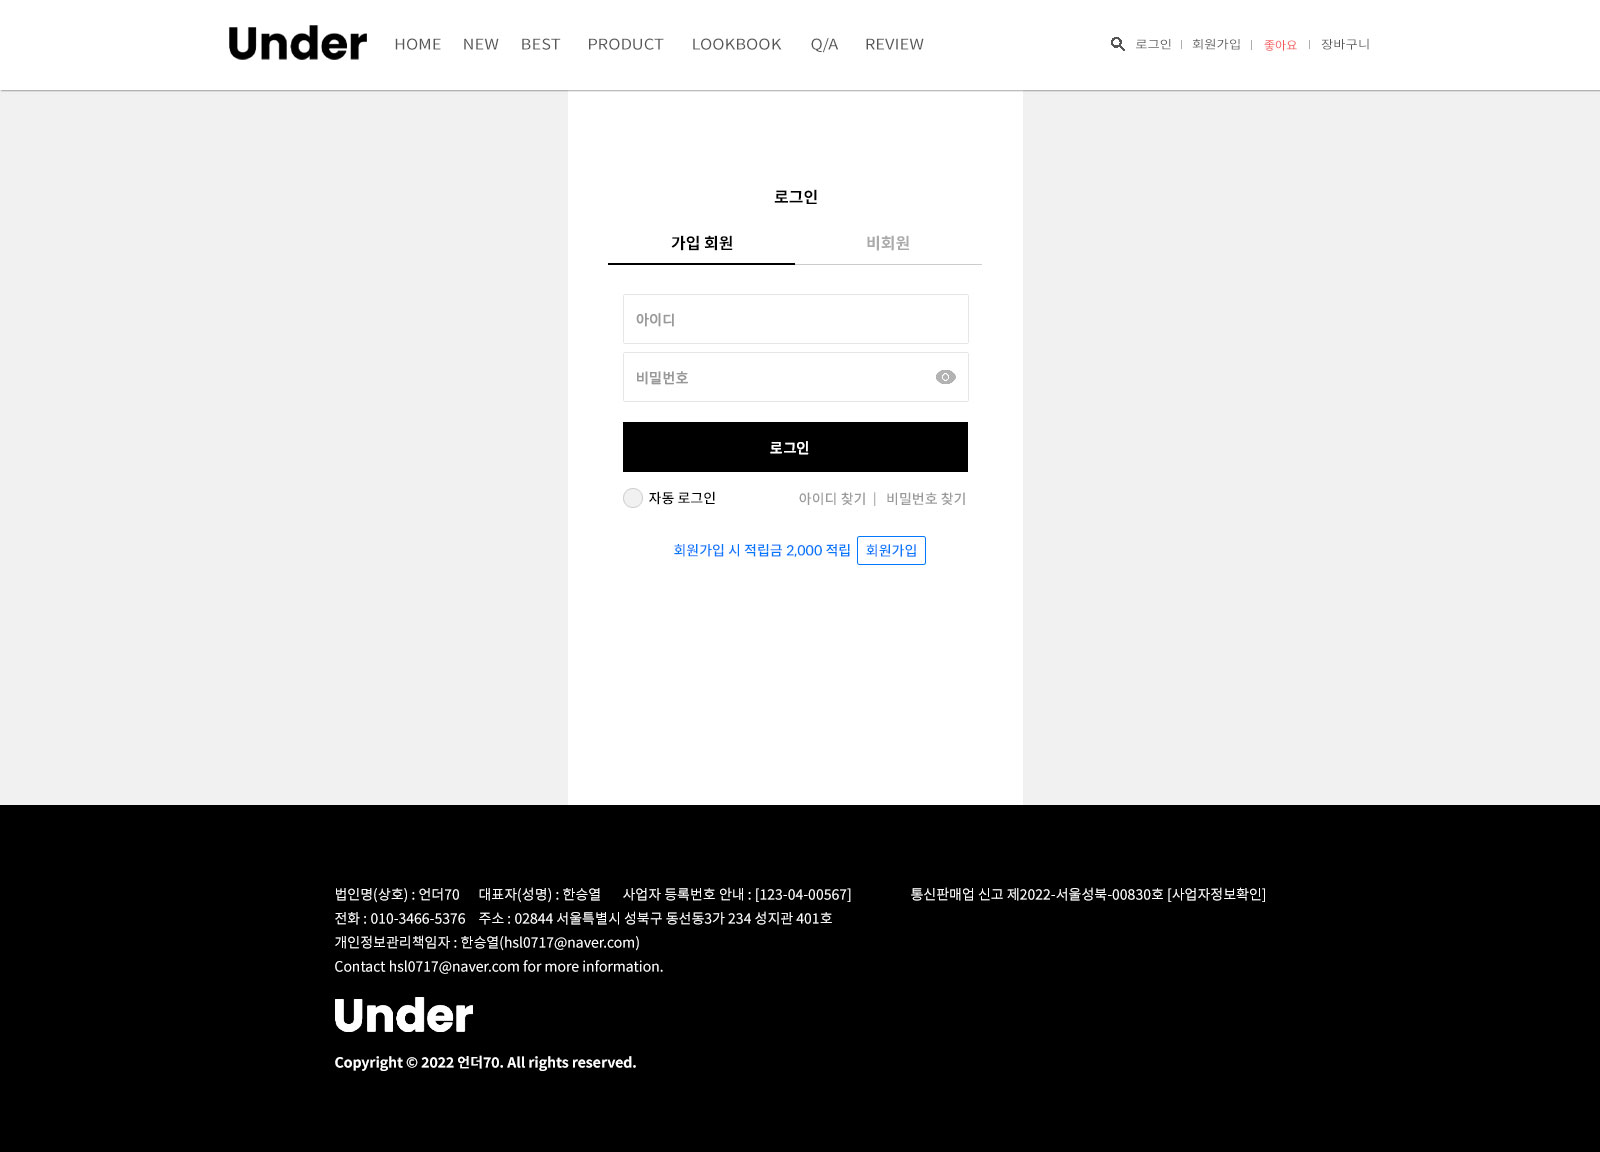 Under HOME NEW BEST PRODUCT LOOKBOOK Q/A REVIEW 로그인 | 회원가입 | 좋아요 | 장바구니
로그인
가입 회원 비회원
아이디
비밀번호
로그인
자동 로그인 아이디 찾기 | 비밀번호 찾기
회원가입 시 적립금 2,000 적립 회원가입
법인명(상호) : 언더70 대표자(성명) : 한승열 사업자 등록번호 안내 : [123-04-00567] 통신판매업 신고 제2022-서울성북-00830호 [사업자정보확인]
전화 : 010-3466-5376 주소 : 02844 서울특별시 성북구 동선동3가 234 성지관 401호
개인정보관리책임자 : 한승열(hsl0717@naver.com)
Contact hsl0717@naver.com for more information.
Under
Copyright © 2022 언더70. All rights reserved.